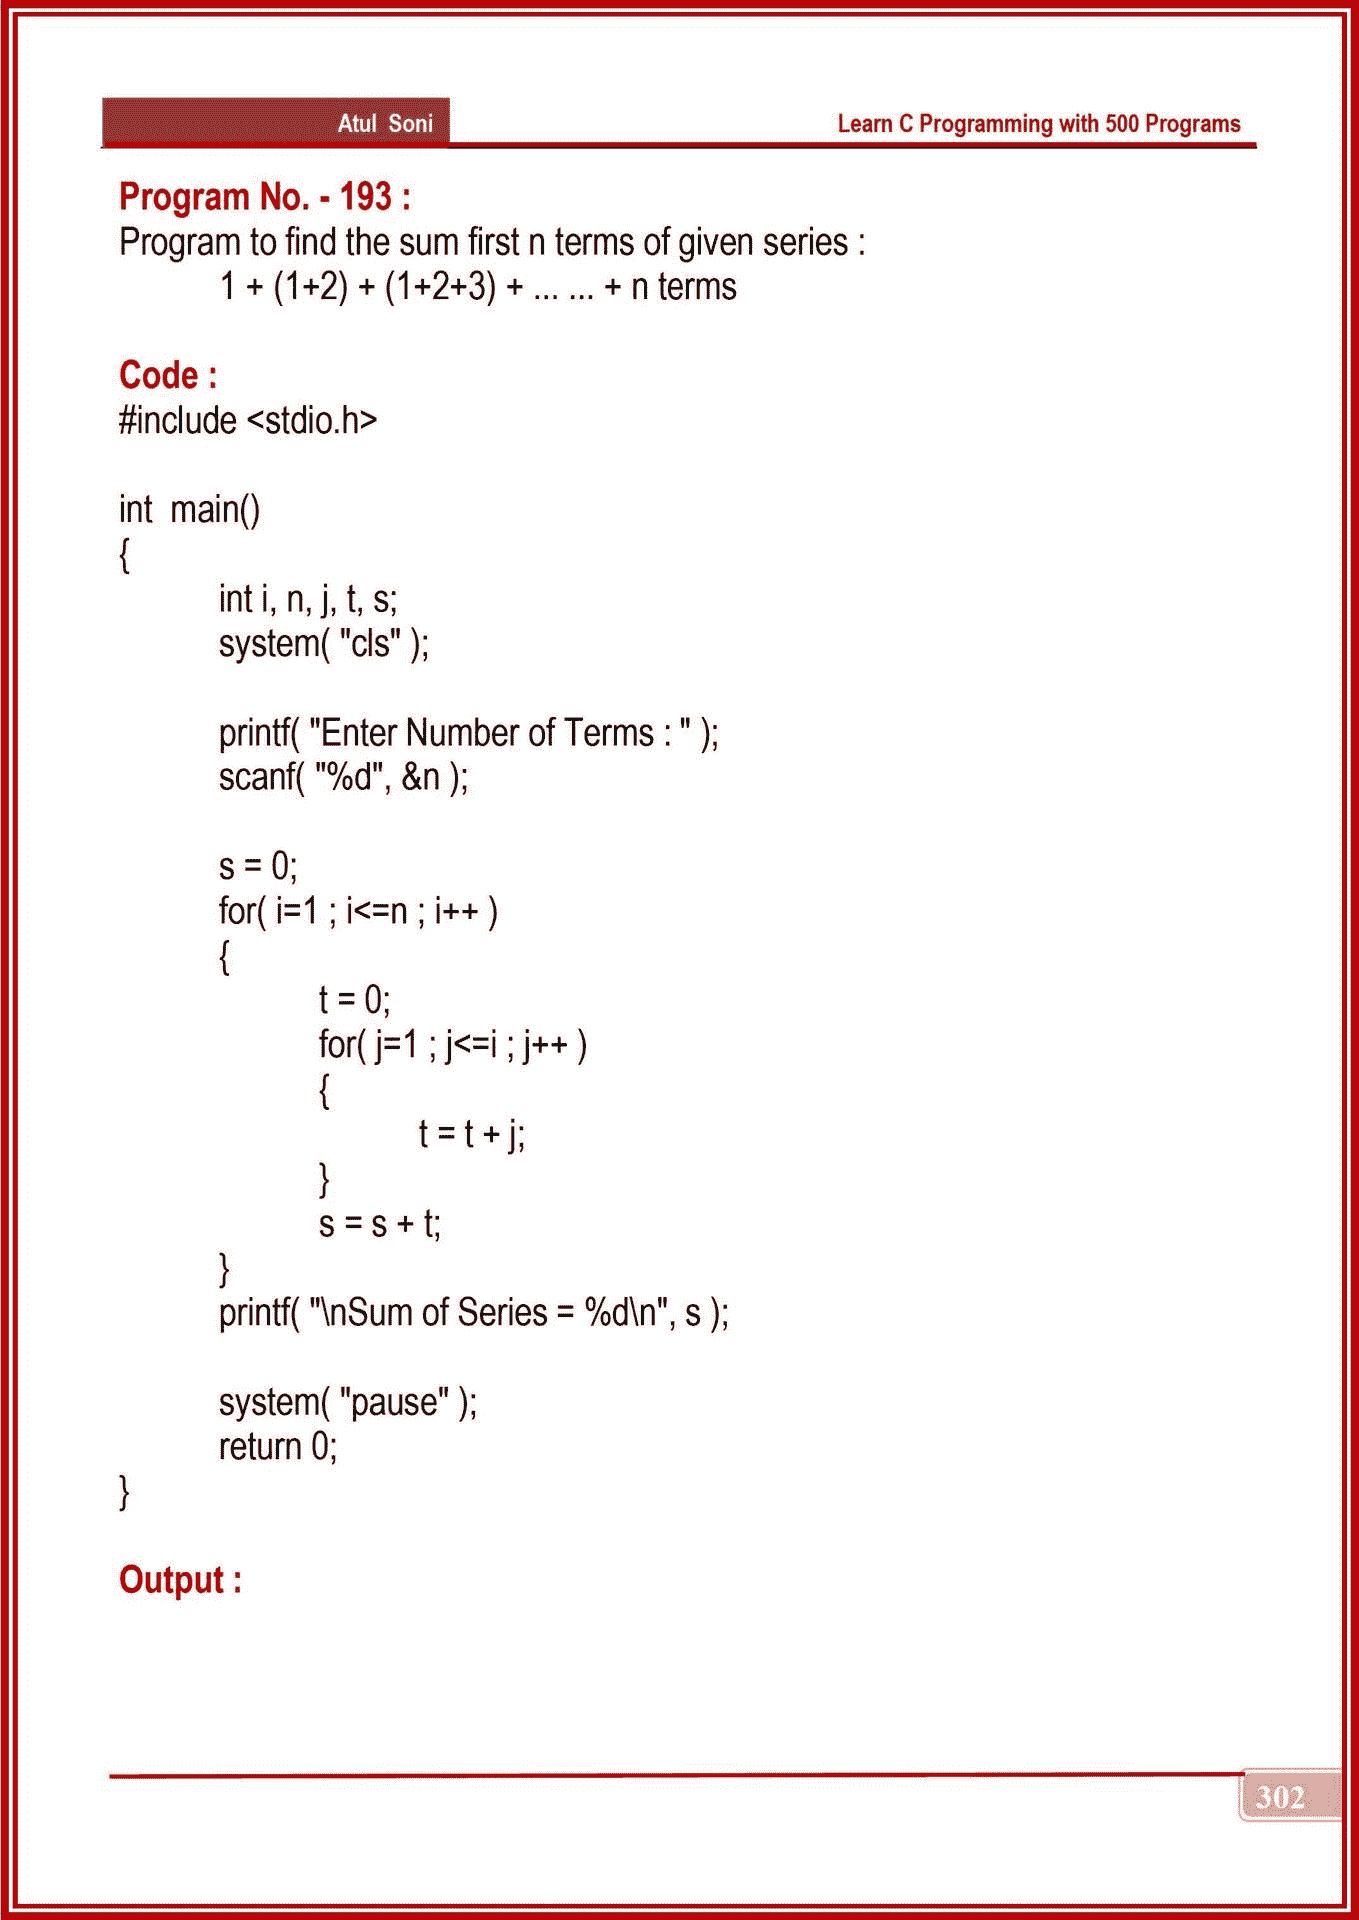 Atul  Soni
Learn C Programming with 500 Programs
Program No. - 193 :
Program to find the sum first n terms of given series :
1 + (1+2) + (1+2+3) + ... ... + n terms
Code :
#include <stdio.h>
int  main()
{
int i, n, j, t, s;
system( "cls" );
printf( "Enter Number of Terms : " );
scanf( "%d", &n );
s = 0;
for( i=1 ; i<=n ; i++ )
{
t = 0;
for( j=1 ; j<=i ; j++ )
{
t = t + j;
}
s = s + t;
}
printf( "\nSum of Series = %d\n", s );
system( "pause" );
return 0;
}
Output :
302